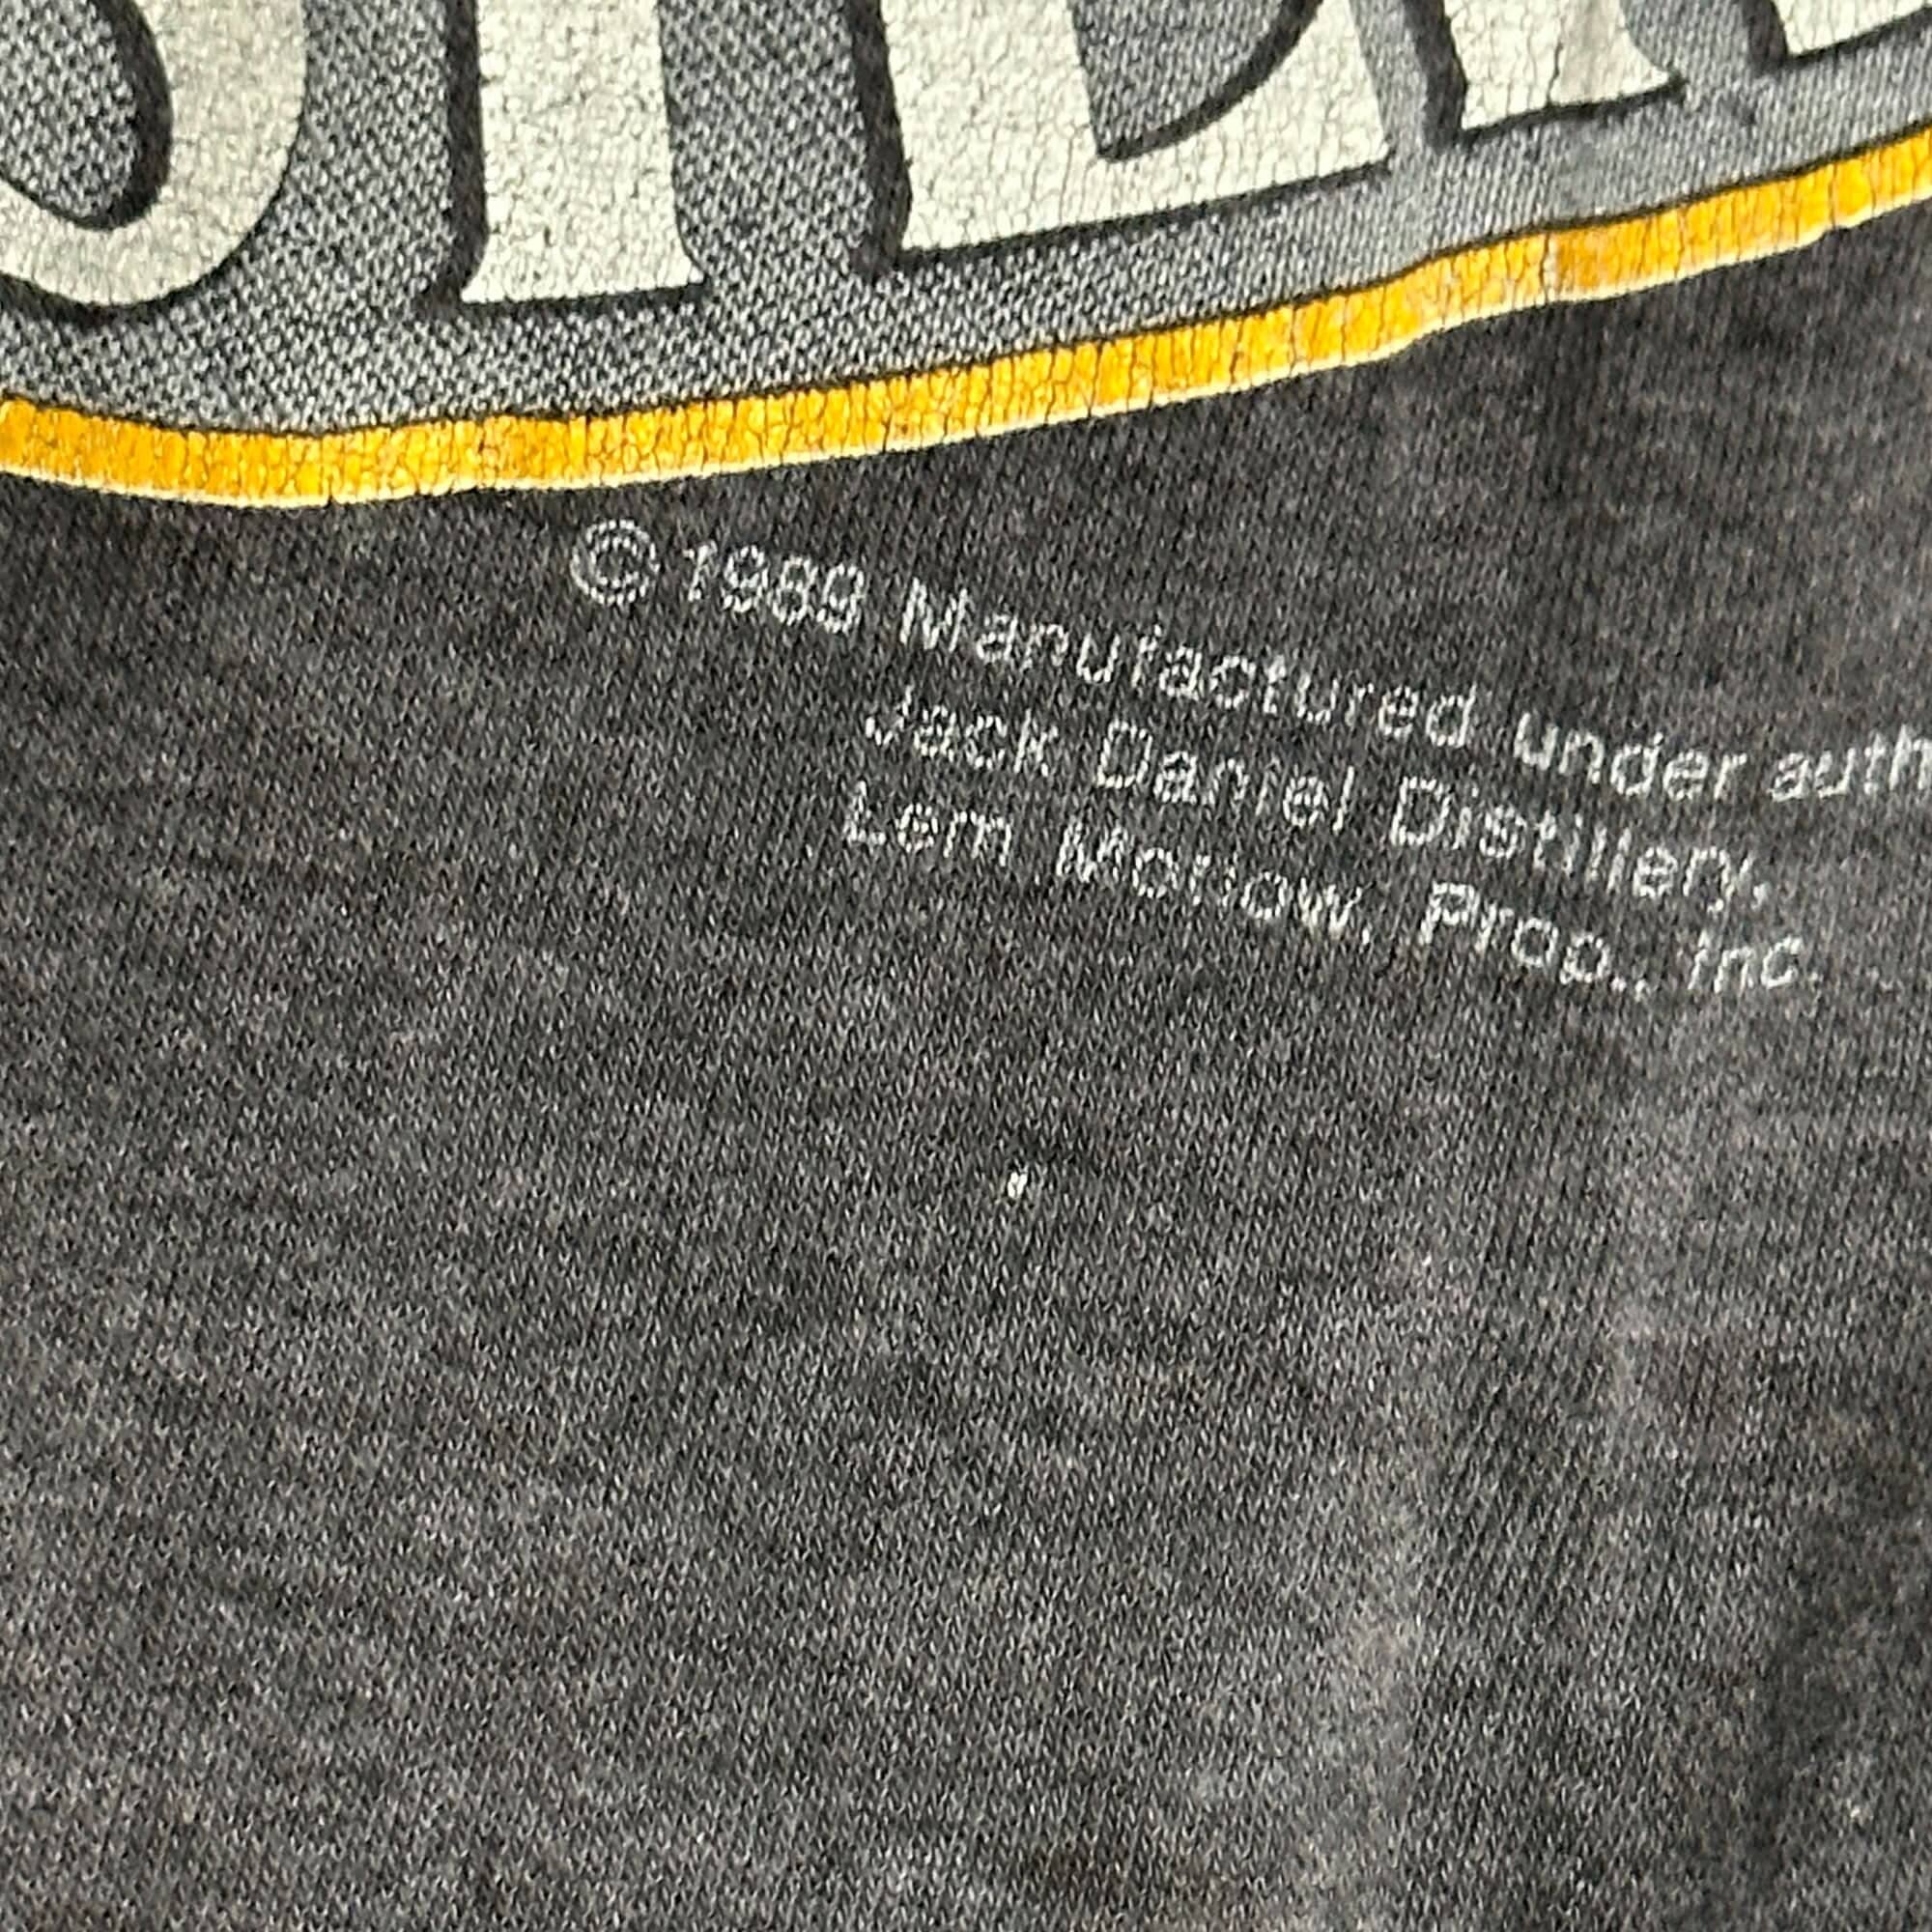 © 1989 Manufactured under auth
Jack Daniel Distillery,
Lem Motlow, Prop., Inc.